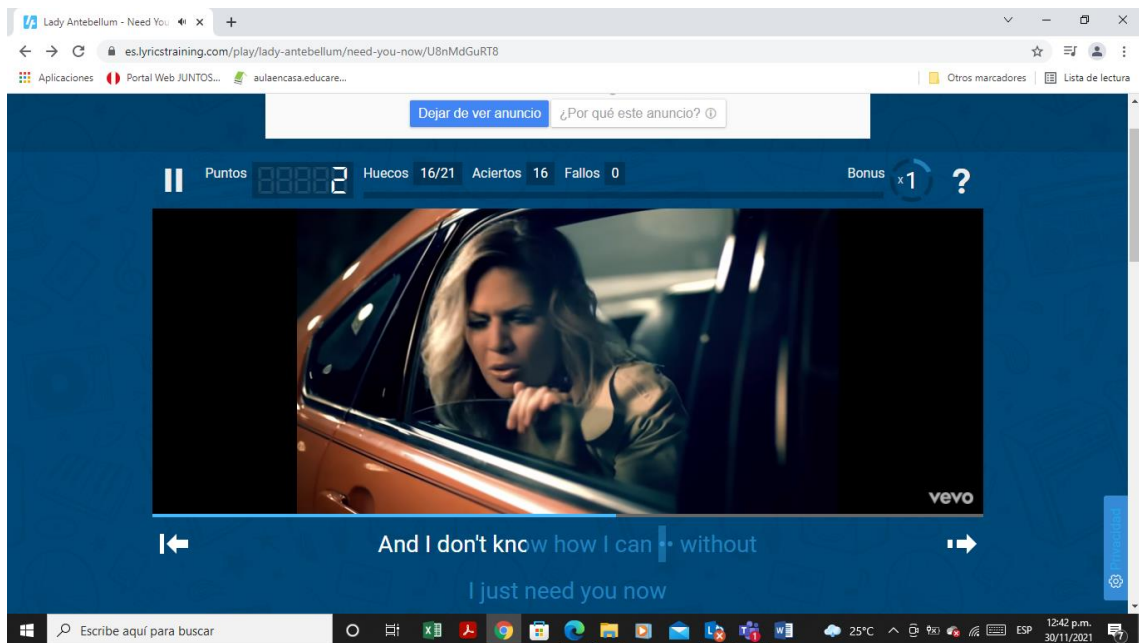 Lady Antebellum - Need You
es.lyricstraining.com/play/lady-antebellum/need-you-now/U8nMdGuRT8
Aplicaciones Portal Web JUNTOS... aulaencasa.educare... Otros marcadores Lista de lectura
Dejar de ver anuncio ¿Por qué este anuncio?
Puntos 2 Huecos 16/21 Aciertos 16 Fallos 0 Bonus x1 ?
vevo
And I don't know how I can •• without
I just need you now
Privacidad
Escribe aquí para buscar 25°C ESP 12:42 p.m.
30/11/2021